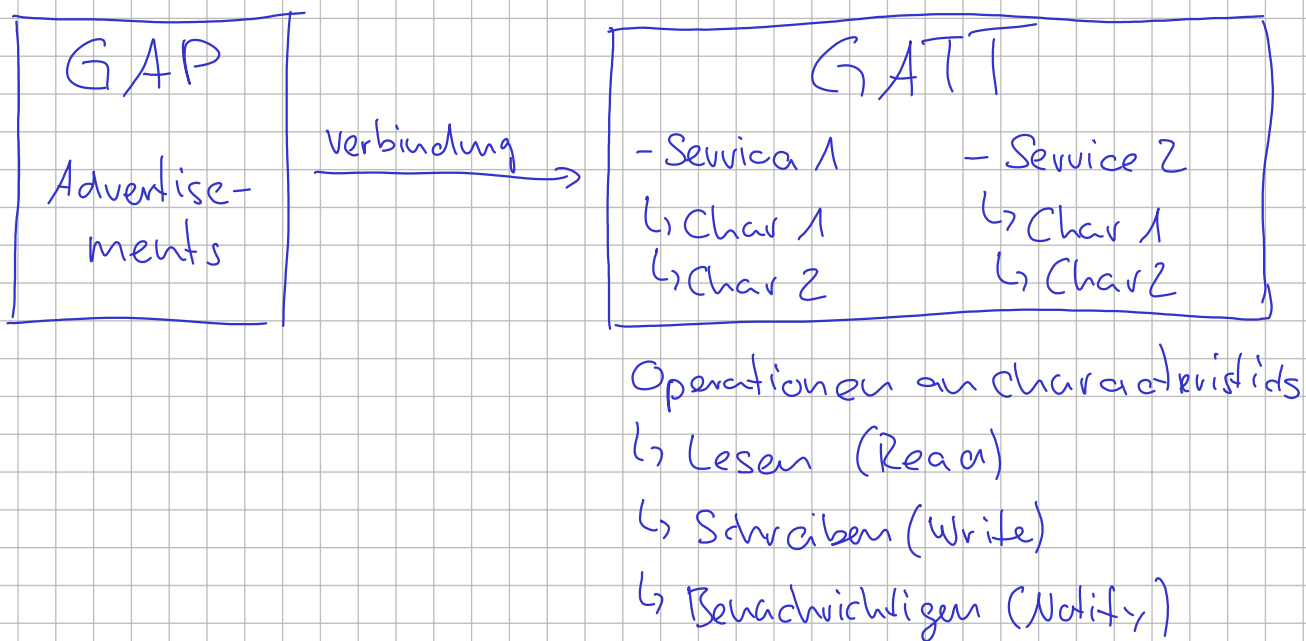 GAP
Advertise-
ments
Verbindung
GATT
- Service 1
↳ Char 1
↳ Char 2
- Service 2
↳ Char 1
↳ Char 2
Operationen an characteristics
↳ Lesen (Read)
↳ Schreiben (Write)
↳ Benachrichtigen (Notify)